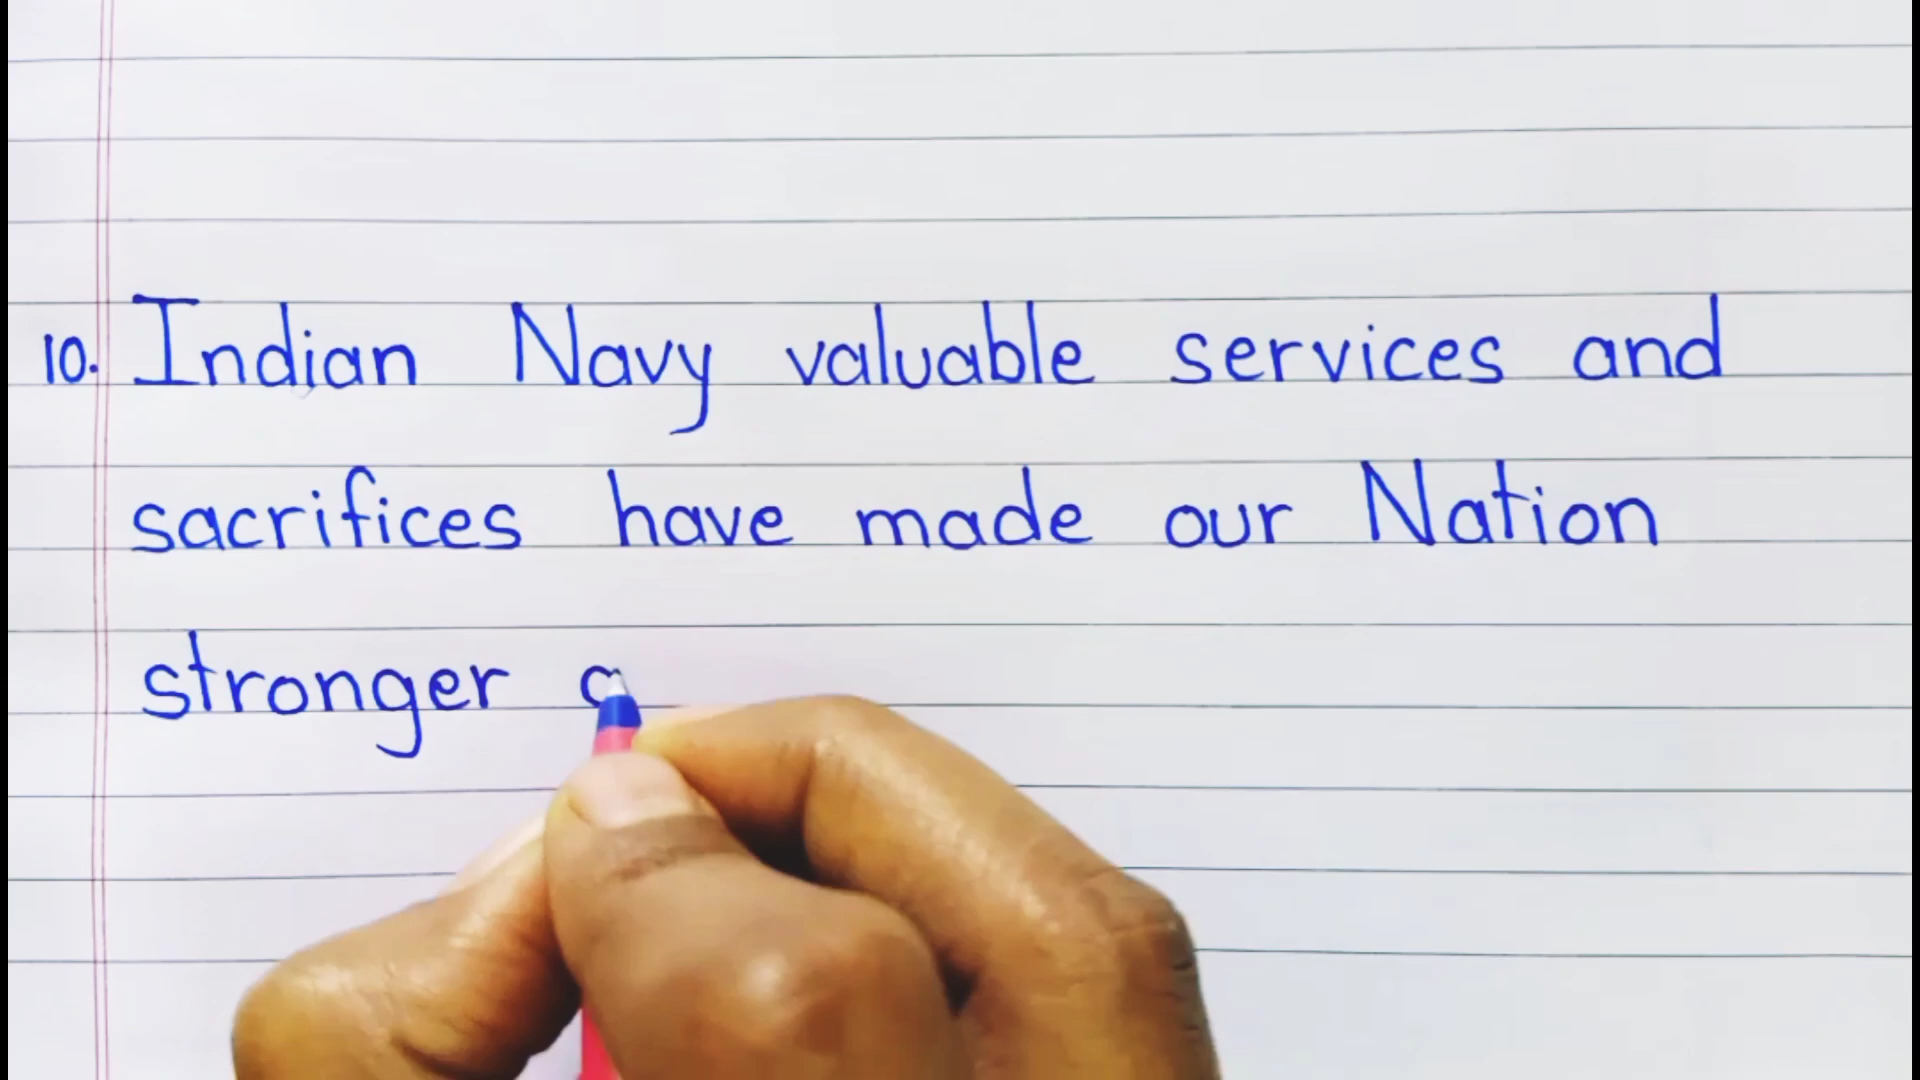 10. Indian Navy valuable services and
sacrifices have made our Nation
stronger